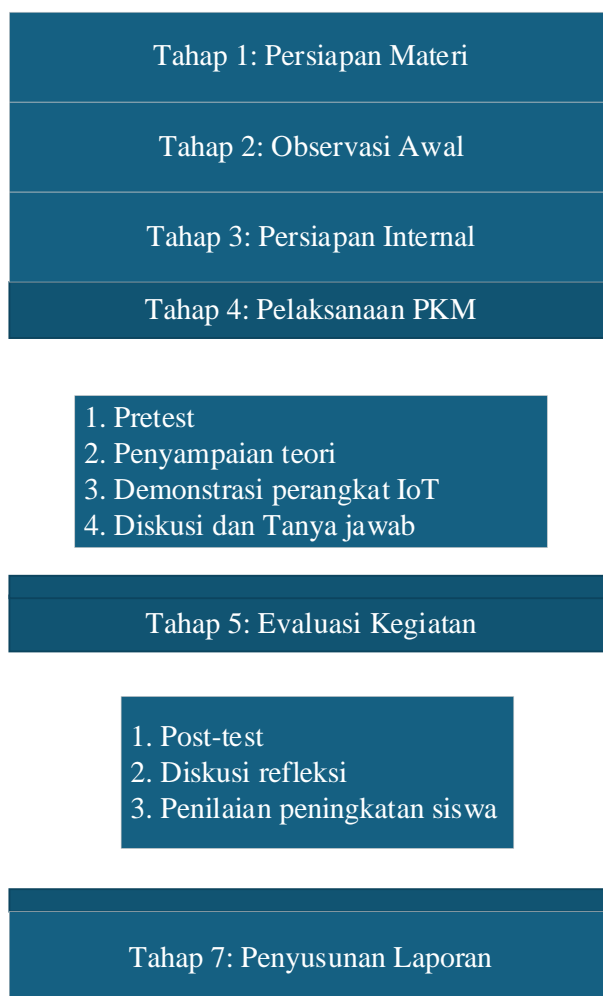 Tahap 1: Persiapan Materi
Tahap 2: Observasi Awal
Tahap 3: Persiapan Internal
Tahap 4: Pelaksanaan PKM
1. Pretest
2. Penyampaian teori
3. Demonstrasi perangkat IoT
4. Diskusi dan Tanya jawab
Tahap 5: Evaluasi Kegiatan
1. Post-test
2. Diskusi refleksi
3. Penilaian peningkatan siswa
Tahap 7: Penyusunan Laporan